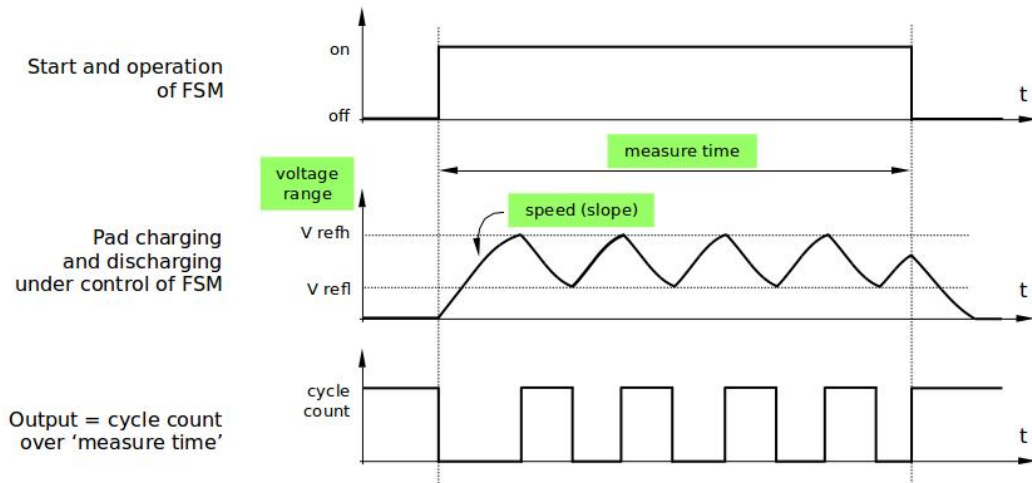 on
Start and operation
of FSM
off
t
measure time
voltage
range
speed (slope)
V refh
Pad charging
and discharging
under control of FSM
V refl
t
cycle
count
Output = cycle count
over ‘measure time’
t